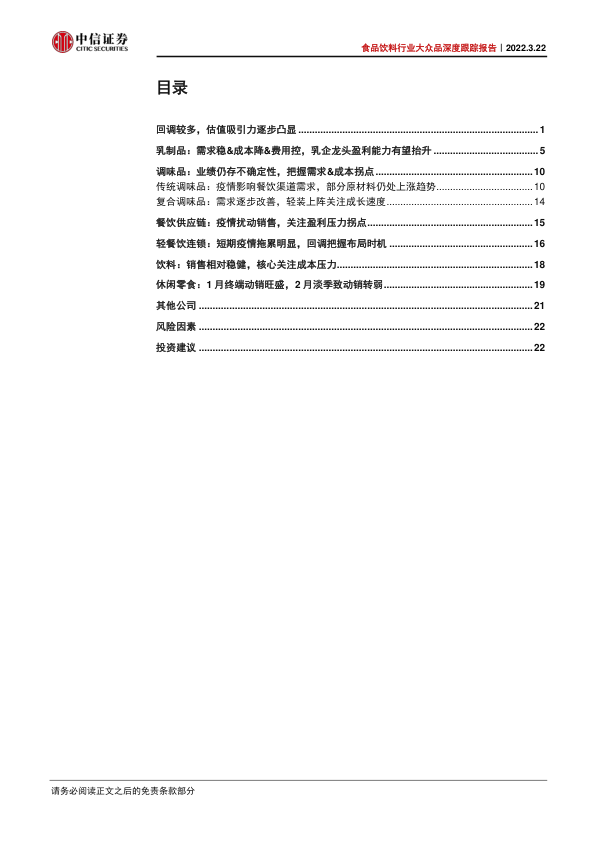 中信证券
CITIC SECURITIES
食品饮料行业大众品深度跟踪报告｜2022.3.22
目录
回调较多，估值吸引力逐步凸显 ........................................ 1
乳制品：需求稳&成本降&费用控，乳企龙头盈利能力有望抬升 ........................................ 5
调味品：业绩仍存不确定性，把握需求&成本拐点 ........................................ 10
传统调味品：疫情影响餐饮渠道需求，部分原材料仍处上涨趋势 ........................................ 10
复合调味品：需求逐步改善，轻装上阵关注成长速度 ........................................ 14
餐饮供应链：疫情扰动销售，关注盈利压力拐点 ........................................ 15
轻餐饮连锁：短期疫情拖累明显，回调把握布局时机 ........................................ 16
饮料：销售相对稳健，核心关注成本压力 ........................................ 18
休闲零食：1 月终端动销旺盛，2 月淡季致动销转弱 ........................................ 19
其他公司 ........................................ 21
风险因素 ........................................ 22
投资建议 ........................................ 22
请务必阅读正文之后的免责条款部分